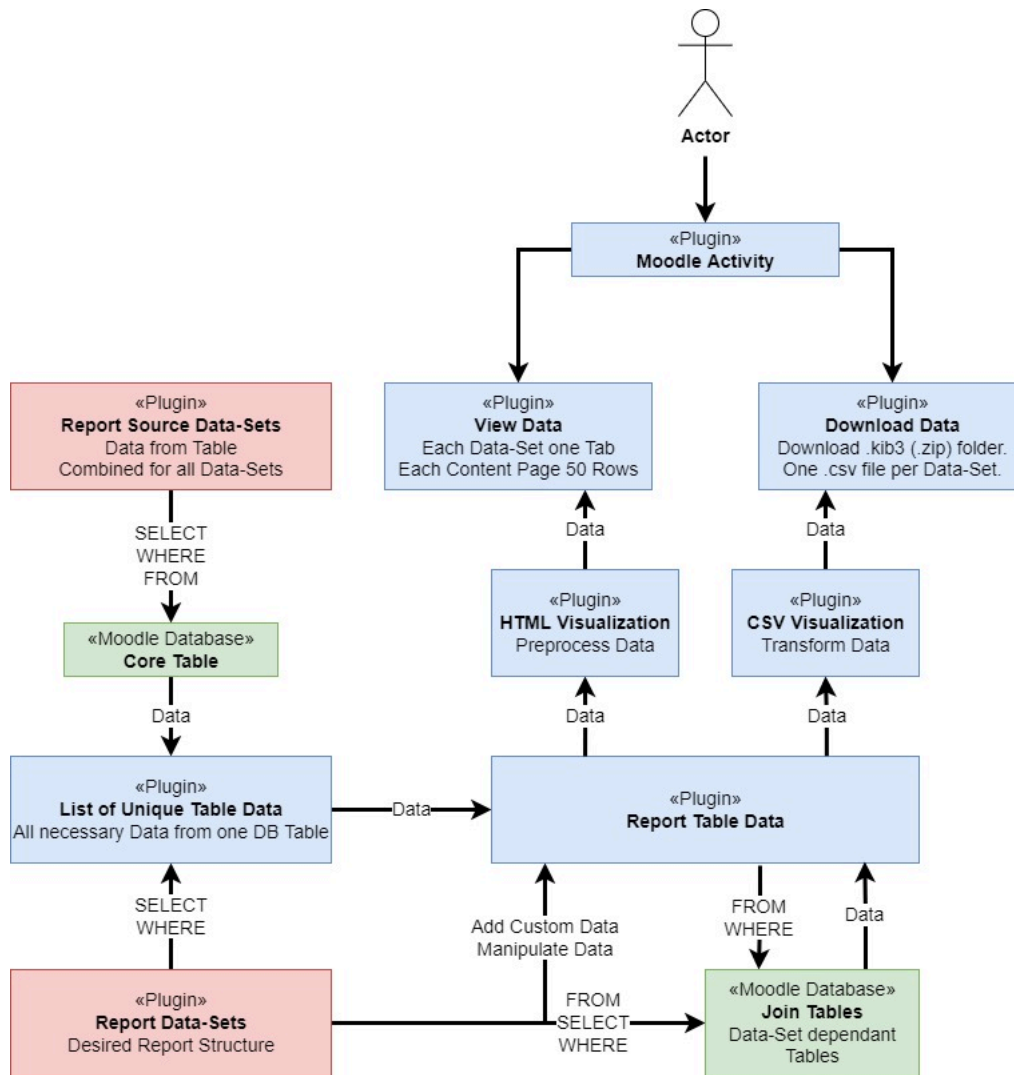 Actor
«Plugin»
Moodle Activity
«Plugin»
Report Source Data-Sets
Data from Table
Combined for all Data-Sets
«Plugin»
View Data
Each Data-Set one Tab
Each Content Page 50 Rows
«Plugin»
Download Data
Download .kib3 (.zip) folder.
One .csv file per Data-Set.
SELECT
WHERE
FROM
Data
Data
«Plugin»
HTML Visualization
Preprocess Data
«Plugin»
CSV Visualization
Transform Data
«Moodle Database»
Core Table
Data
Data
Data
«Plugin»
List of Unique Table Data
All necessary Data from one DB Table
Data
«Plugin»
Report Table Data
SELECT
WHERE
Add Custom Data
Manipulate Data
FROM
WHERE
Data
«Plugin»
Report Data-Sets
Desired Report Structure
FROM
SELECT
WHERE
«Moodle Database»
Join Tables
Data-Set dependant
Tables